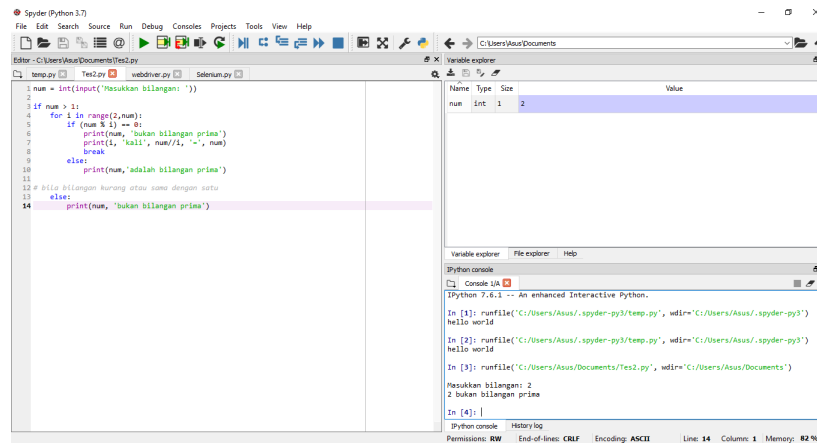 Spyder (Python 3.7)
File Edit Search Source Run Debug Consoles Projects Tools View Help
C:\Users\Asus\Documents
Editor - C:\Users\Asus\Documents\Tes2.py
temp.py Tes2.py webdriver.py Selenium.py
1 num = int(input('Masukkan bilangan: '))
2
3 if num > 1:
4     for i in range(2,num):
5         if (num % i) == 0:
6             print(num, 'bukan bilangan prima')
7             print(i, 'kali', num//i, '=', num)
8             break
9         else:
10             print(num,'adalah bilangan prima')
11
12 # bila bilangan kurang atau sama dengan satu
13     else:
14         print(num, 'bukan bilangan prima')
Variable explorer
Name Type Size Value
num int 1 2
Variable explorer File explorer Help
IPython console
Console 1/A
IPython 7.6.1 -- An enhanced Interactive Python.
In [1]: runfile('C:/Users/Asus/.spyder-py3/temp.py', wdir='C:/Users/Asus/.spyder-py3')
hello world
In [2]: runfile('C:/Users/Asus/.spyder-py3/temp.py', wdir='C:/Users/Asus/.spyder-py3')
hello world
In [3]: runfile('C:/Users/Asus/Documents/Tes2.py', wdir='C:/Users/Asus/Documents')
Masukkan bilangan: 2
2 bukan bilangan prima
In [4]:
IPython console History log
Permissions: RW End-of-lines: CRLF Encoding: ASCII Line: 14 Column: 1 Memory: 82 %